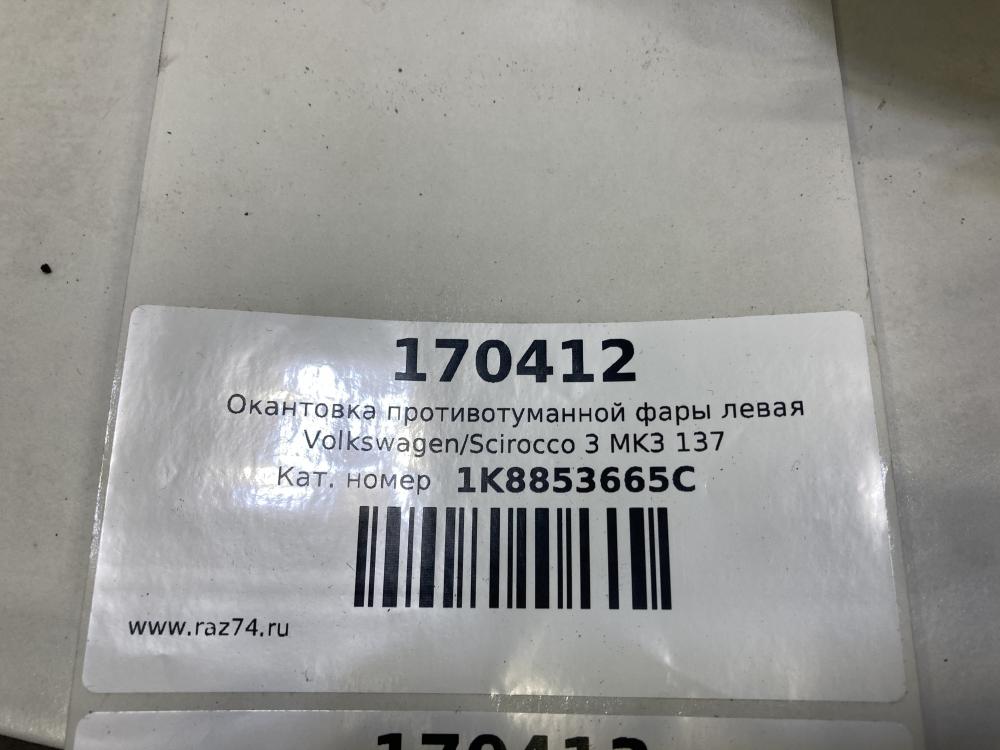 170412
Окантовка противотуманной фары левая
Volkswagen/Scirocco 3 MK3 137
Кат. номер 1K8853665C
www.raz74.ru